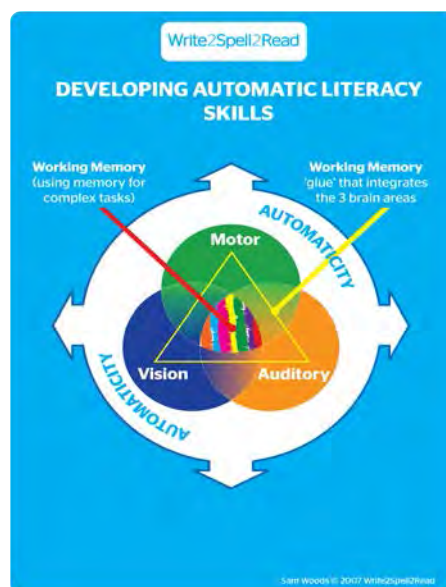 Write2Spell2Read
DEVELOPING AUTOMATIC LITERACY
SKILLS
Working Memory
(using memory for
complex tasks)
Working Memory
'glue' that integrates
the 3 brain areas
AUTOMATICITY
Motor
Vision
Auditory
AUTOMATICITY
Sam Woods © 2007 Write2Spell2Read